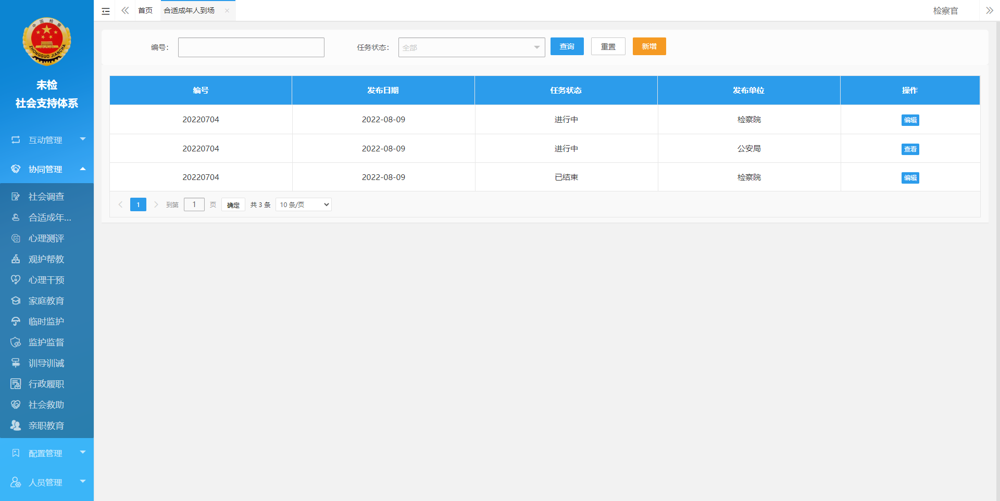 中 国 检 察
ZHONGGUO JIANCHA
未检
社会支持体系
互动管理
协同管理
社会调查
合适成年...
心理测评
观护帮教
心理干预
家庭教育
临时监护
监护监督
训导训诫
行政履职
社会救助
亲职教育
配置管理
人员管理
首页 合适成年人到场 × 检察官
编号： 任务状态： 全部 查询 重置 新增
编号 发布日期 任务状态 发布单位 操作
20220704 2022-08-09 进行中 检察院 编辑
20220704 2022-08-09 进行中 公安局 查看
20220704 2022-08-09 已结束 检察院 编辑
1 到第 1 页 确定 共 3 条 10 条/页